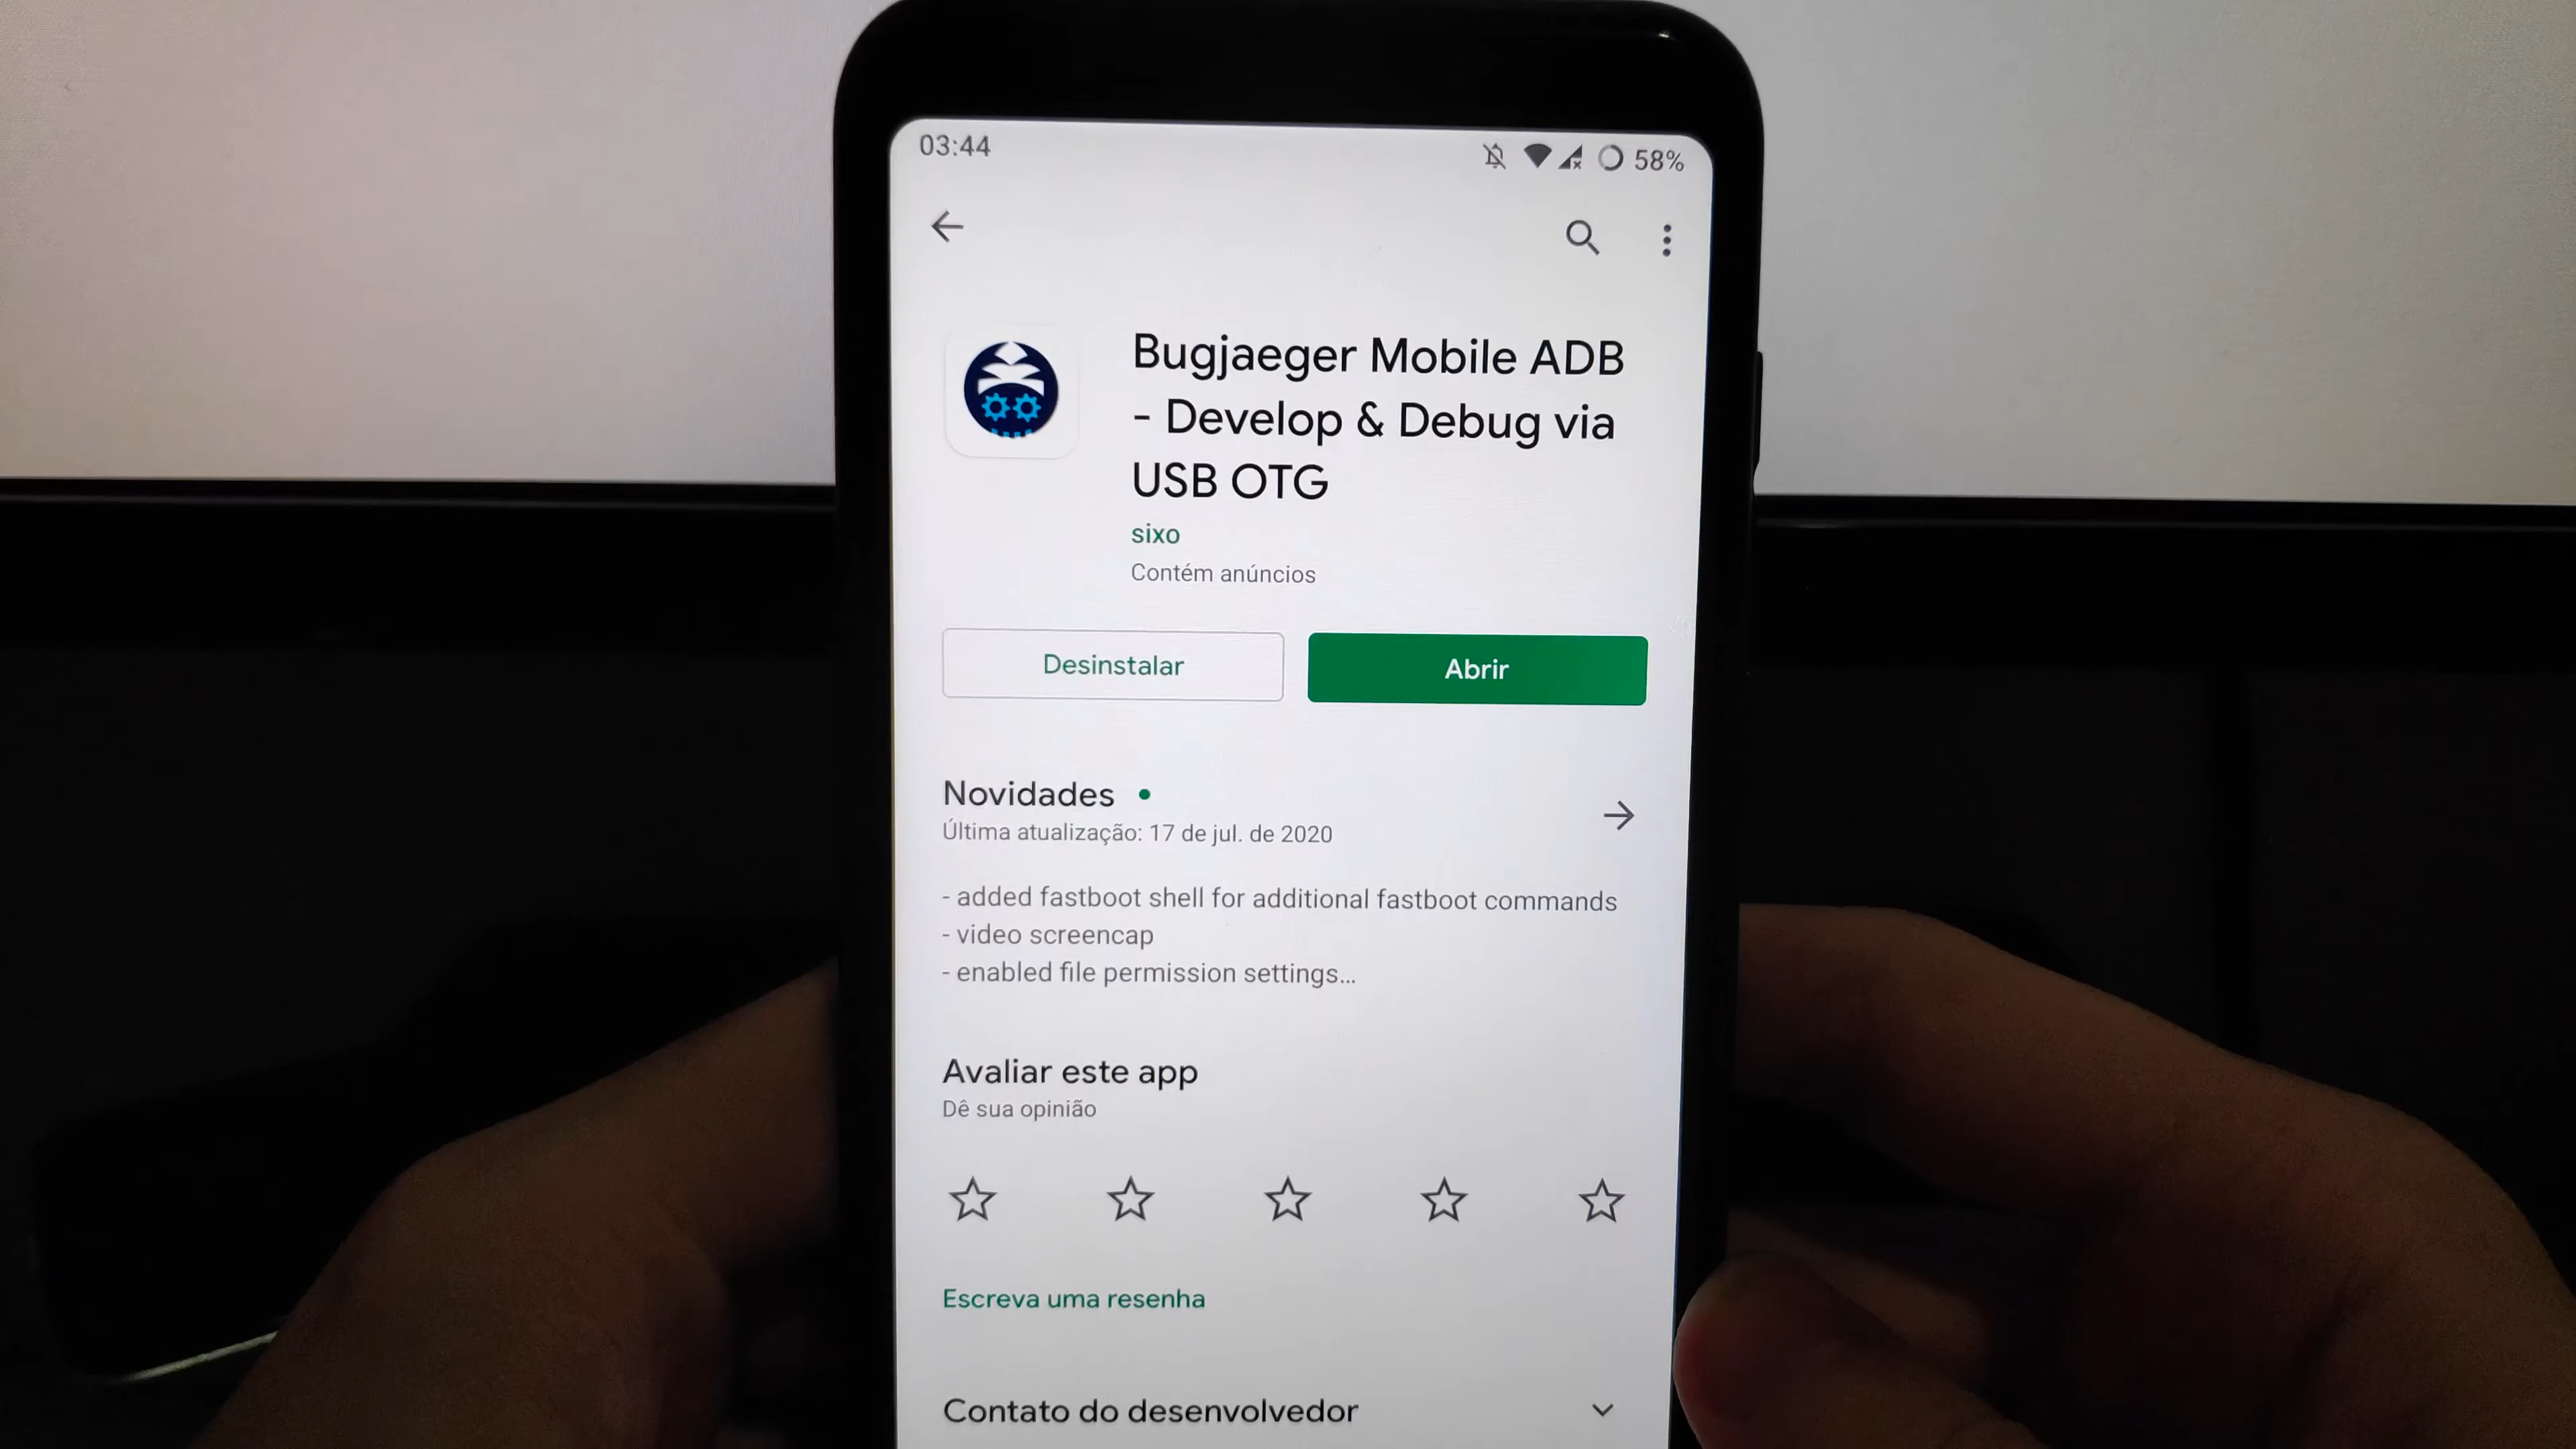 03:44
58%
Bugjaeger Mobile ADB
- Develop & Debug via
USB OTG
sixo
Contém anúncios
Desinstalar
Abrir
Novidades
Última atualização: 17 de jul. de 2020
- added fastboot shell for additional fastboot commands
- video screencap
- enabled file permission settings...
Avaliar este app
Dê sua opinião
Escreva uma resenha
Contato do desenvolvedor